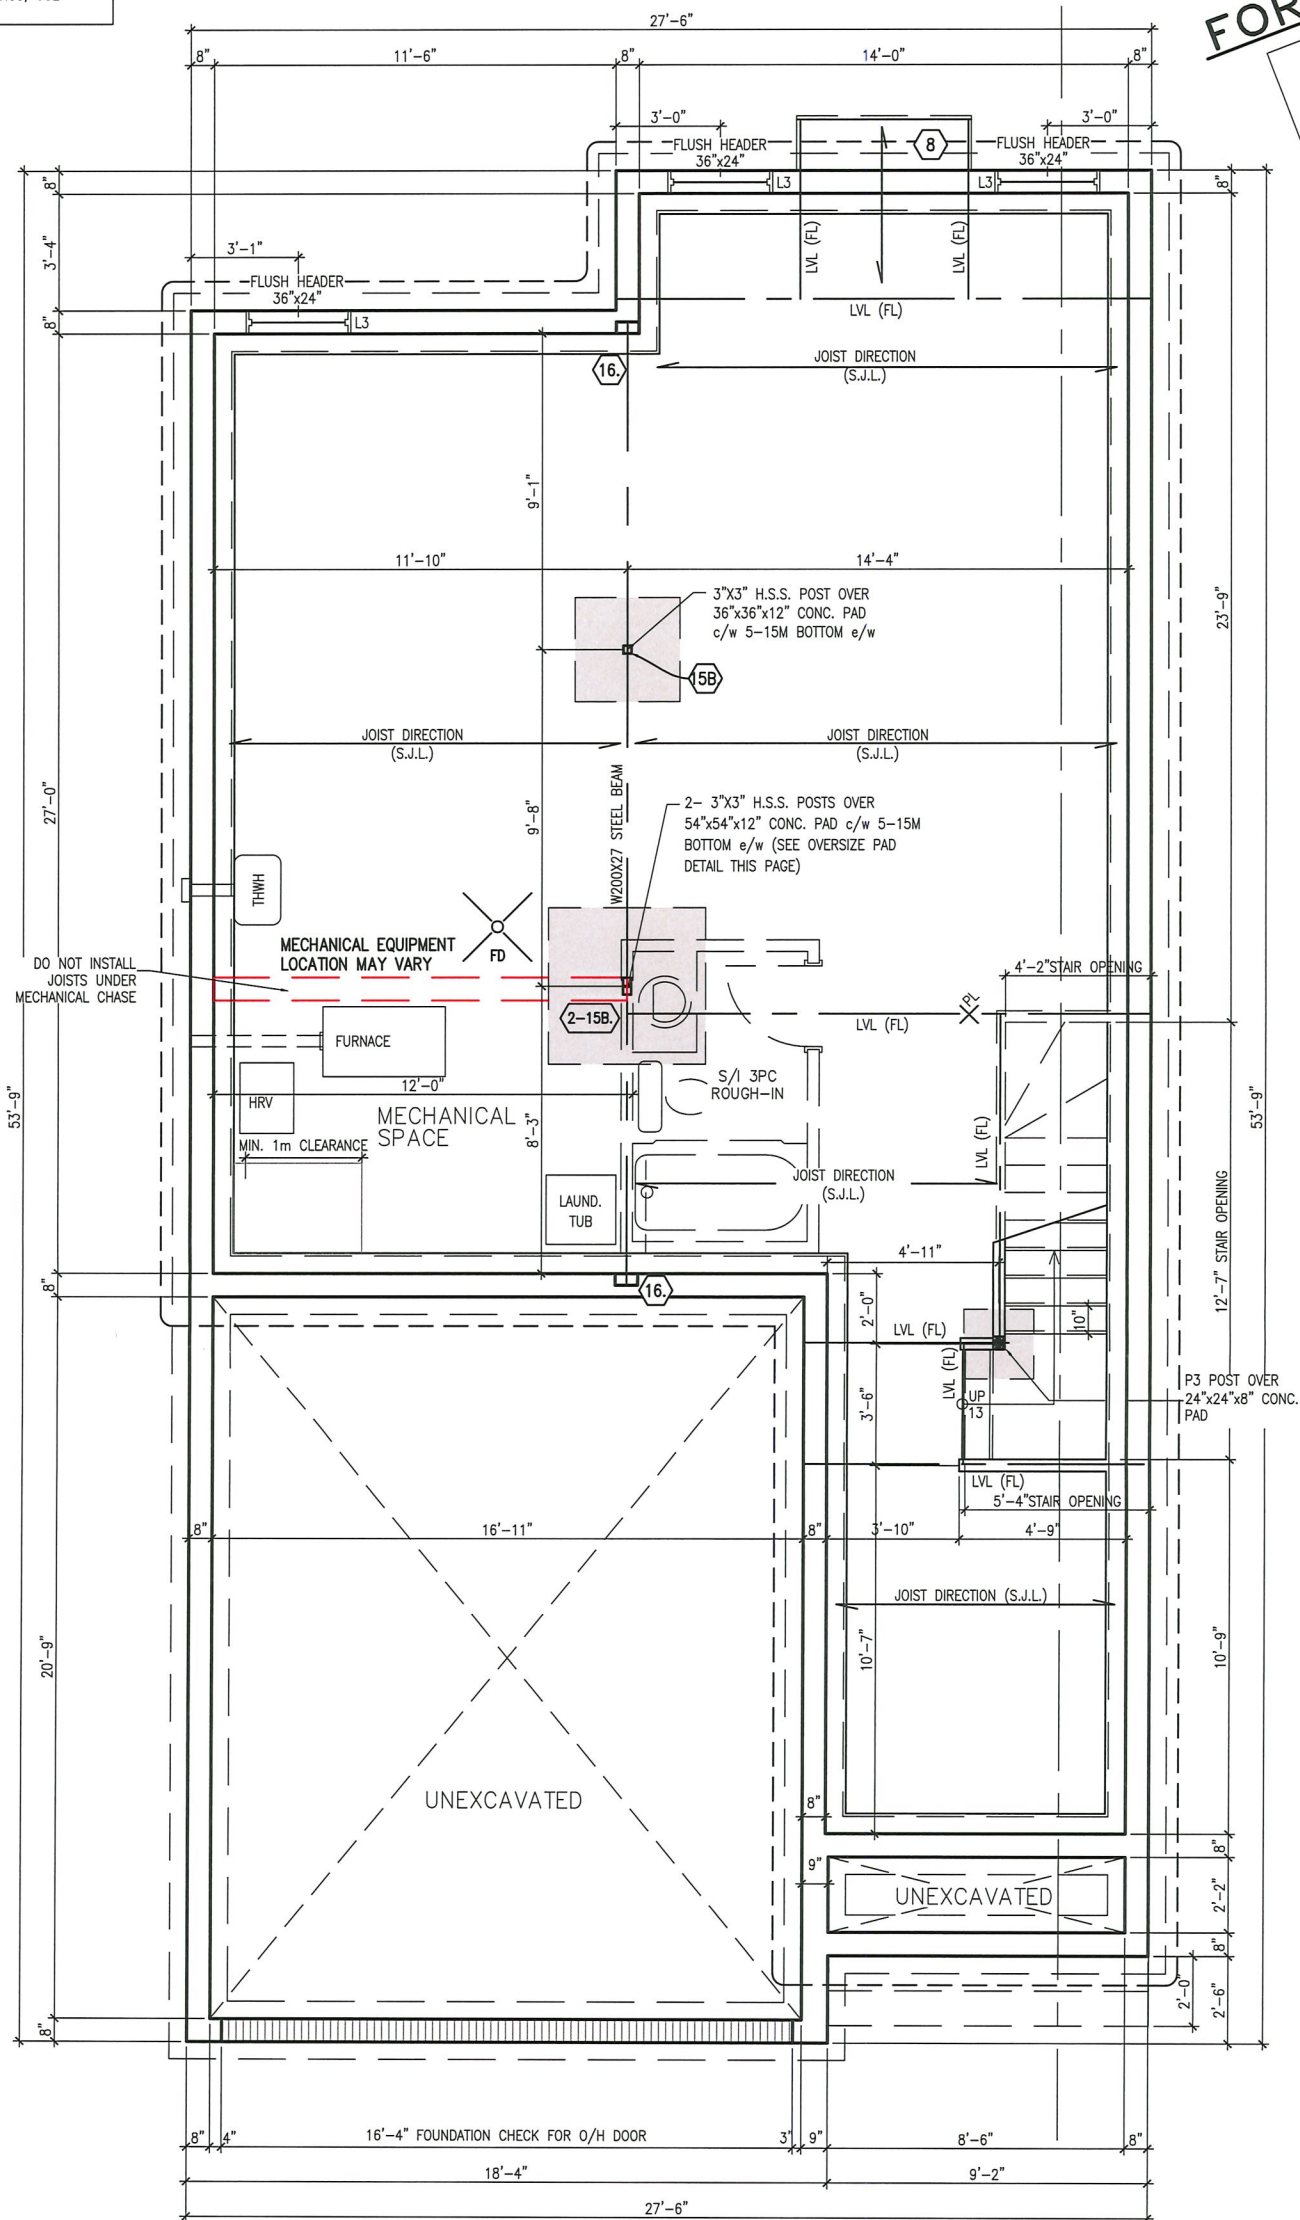 FOR
27'-6"
8"
11'-6"
8"
14'-0"
8"
3'-0"
3'-0"
FLUSH HEADER
36"x24"
8
FLUSH HEADER
36"x24"
L3
L3
8"
8"
LVL (FL)
LVL (FL)
3'-4"
3'-1"
FLUSH HEADER
36"x24"
L3
LVL (FL)
8"
JOIST DIRECTION
(S.J.L.)
16.
9'-1"
11'-10"
14'-4"
3"X3" H.S.S. POST OVER
36"x36"x12" CONC. PAD
c/w 5-15M BOTTOM e/w
23'-9"
15B
JOIST DIRECTION
(S.J.L.)
JOIST DIRECTION
(S.J.L.)
27'-0"
9'-8"
W200X27 STEEL BEAM
2- 3"X3" H.S.S. POSTS OVER
54"x54"x12" CONC. PAD c/w 5-15M
BOTTOM e/w (SEE OVERSIZE PAD
DETAIL THIS PAGE)
THWH
MECHANICAL EQUIPMENT
LOCATION MAY VARY
FD
DO NOT INSTALL
JOISTS UNDER
MECHANICAL CHASE
4'-2"STAIR OPENING
PL
2-15B.
LVL (FL)
FURNACE
S/I 3PC
ROUGH-IN
12'-0"
HRV
MECHANICAL
SPACE
53'-9"
53'-9"
8'-3"
MIN. 1m CLEARANCE
LVL (FL)
JOIST DIRECTION
(S.J.L.)
LAUND.
TUB
12'-7" STAIR OPENING
4'-11"
8"
16.
2'-0"
10"
LVL (FL)
LVL (FL)
P3 POST OVER
24"x24"x8" CONC.
PAD
3'-6"
UP
13
LVL (FL)
5'-4"STAIR OPENING
8"
16'-11"
8"
3'-10"
4'-9"
JOIST DIRECTION (S.J.L.)
20'-9"
10'-7"
10'-9"
UNEXCAVATED
8"
8"
9"
UNEXCAVATED
2'-2"
8"
2'-0"
2'-6"
8"
8"
4"
16'-4" FOUNDATION CHECK FOR O/H DOOR
3"
9"
8'-6"
8"
18'-4"
9'-2"
27'-6"